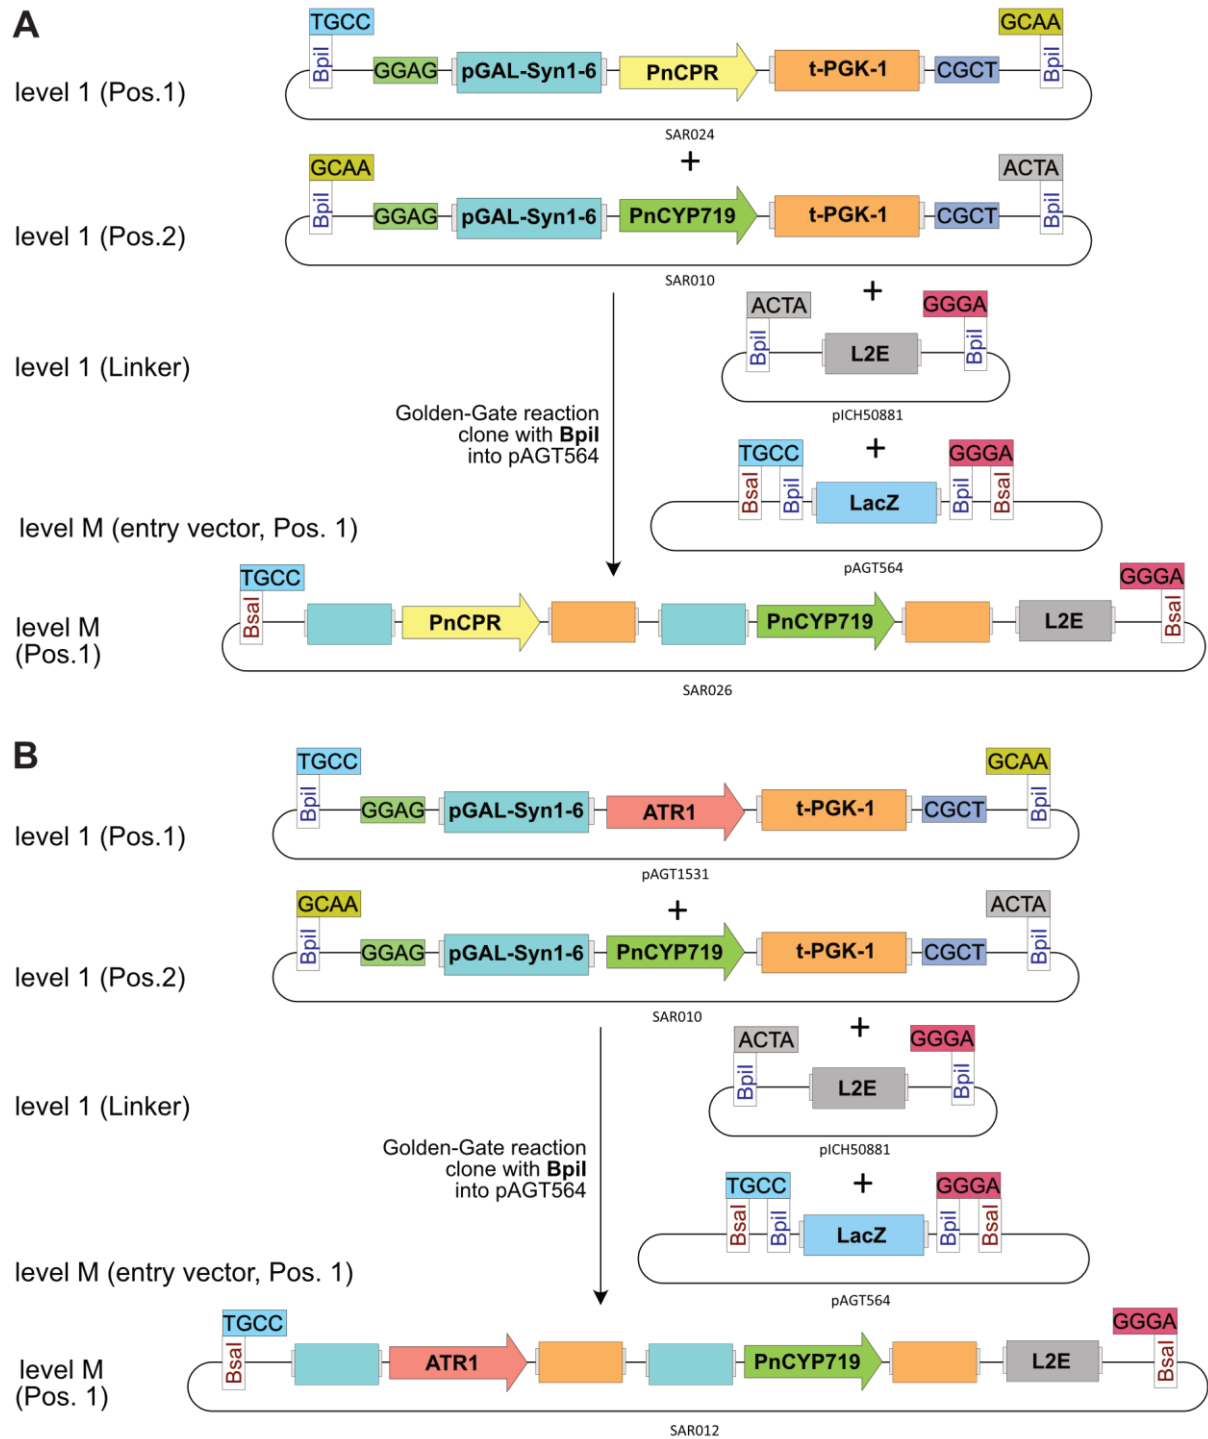 A
TGCC GCAA
BpiI GGAG pGAL-Syn1-6 PnCPR t-PGK-1 CGCT BpiI
level 1 (Pos.1)
SAR024
+
GCAA ACTA
BpiI GGAG pGAL-Syn1-6 PnCYP719 t-PGK-1 CGCT BpiI
level 1 (Pos.2)
SAR010
+
ACTA GGGA
BpiI L2E BpiI
level 1 (Linker)
pICH50881
Golden-Gate reaction
clone with BpiI
into pAGT564
+
TGCC GGGA
BsaI BpiI LacZ BpiI BsaI
level M (entry vector, Pos. 1)
pAGT564
TGCC GGGA
BsaI PnCPR PnCYP719 L2E BsaI
level M
(Pos.1)
SAR026
B
TGCC GCAA
BpiI GGAG pGAL-Syn1-6 ATR1 t-PGK-1 CGCT BpiI
level 1 (Pos.1)
pAGT1531
+
GCAA ACTA
BpiI GGAG pGAL-Syn1-6 PnCYP719 t-PGK-1 CGCT BpiI
level 1 (Pos.2)
SAR010
+
ACTA GGGA
BpiI L2E BpiI
level 1 (Linker)
pICH50881
Golden-Gate reaction
clone with BpiI
into pAGT564
+
TGCC GGGA
BsaI BpiI LacZ BpiI BsaI
level M (entry vector, Pos. 1)
pAGT564
TGCC GGGA
BsaI ATR1 PnCYP719 L2E BsaI
level M
(Pos. 1)
SAR012